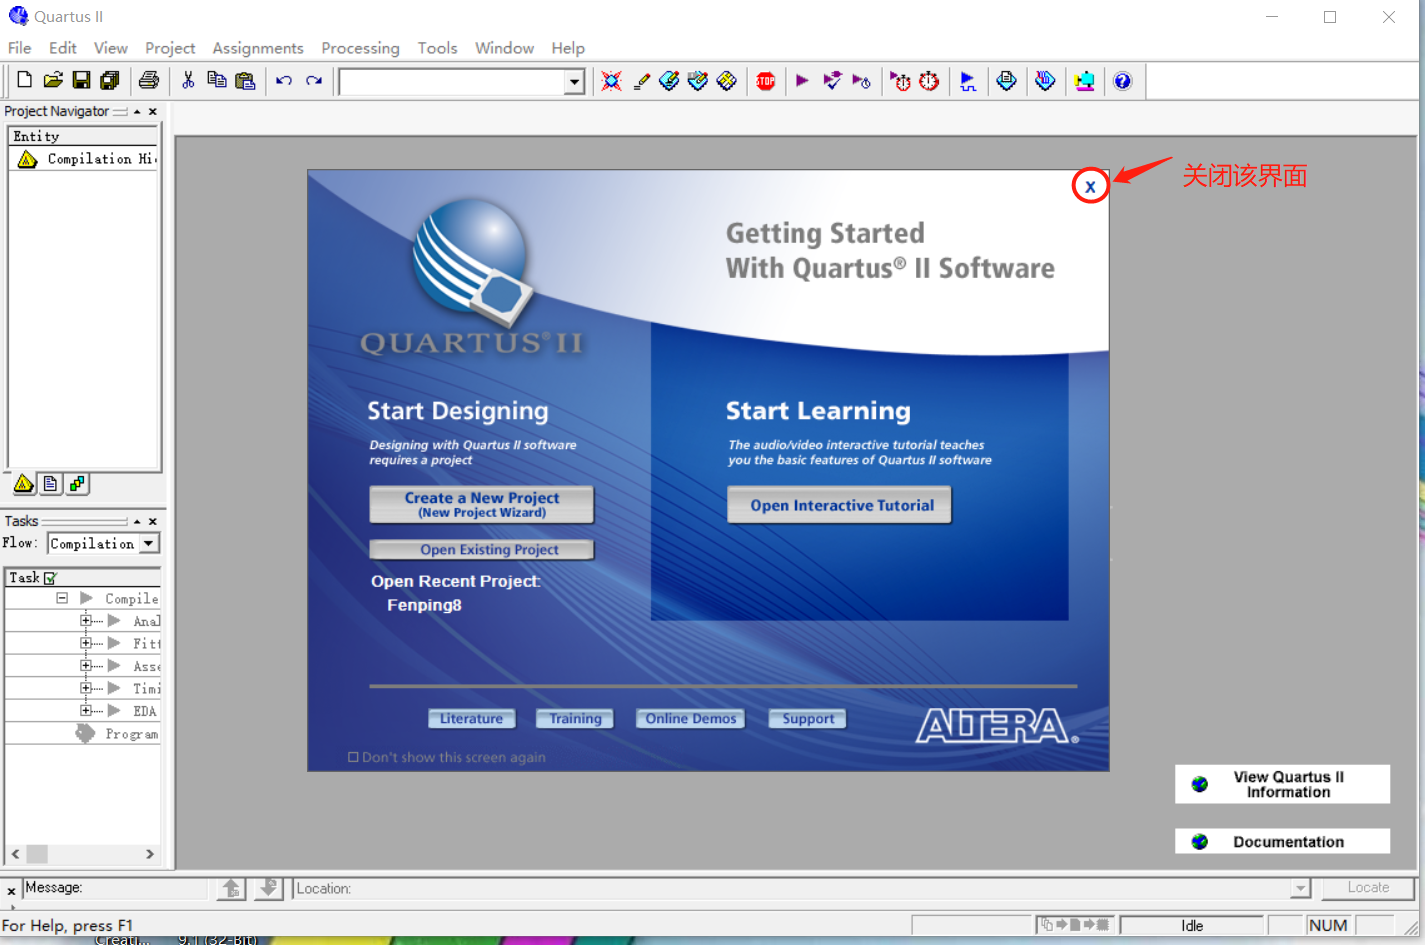 Quartus II
File Edit View Project Assignments Processing Tools Window Help
STOP
Project Navigator
Entity
Compilation Hi
关闭该界面
X
Getting Started
With Quartus® II Software
QUARTUS® II
Start Designing
Designing with Quartus II software
requires a project
Create a New Project
(New Project Wizard)
Open Existing Project
Open Recent Project:
Fenping8
Start Learning
The audio/video interactive tutorial teaches
you the basic features of Quartus II software
Open Interactive Tutorial
Literature Training Online Demos Support
ALTERA®
Don't show this screen again
Tasks
Flow: Compilation
Task
Compile
Anal
Fitt
Asse
Timi
EDA
Program
View Quartus II
Information
Documentation
Message:
Location:
Locate
For Help, press F1
Idle
NUM
Creati... 9.1 (32-Bit)